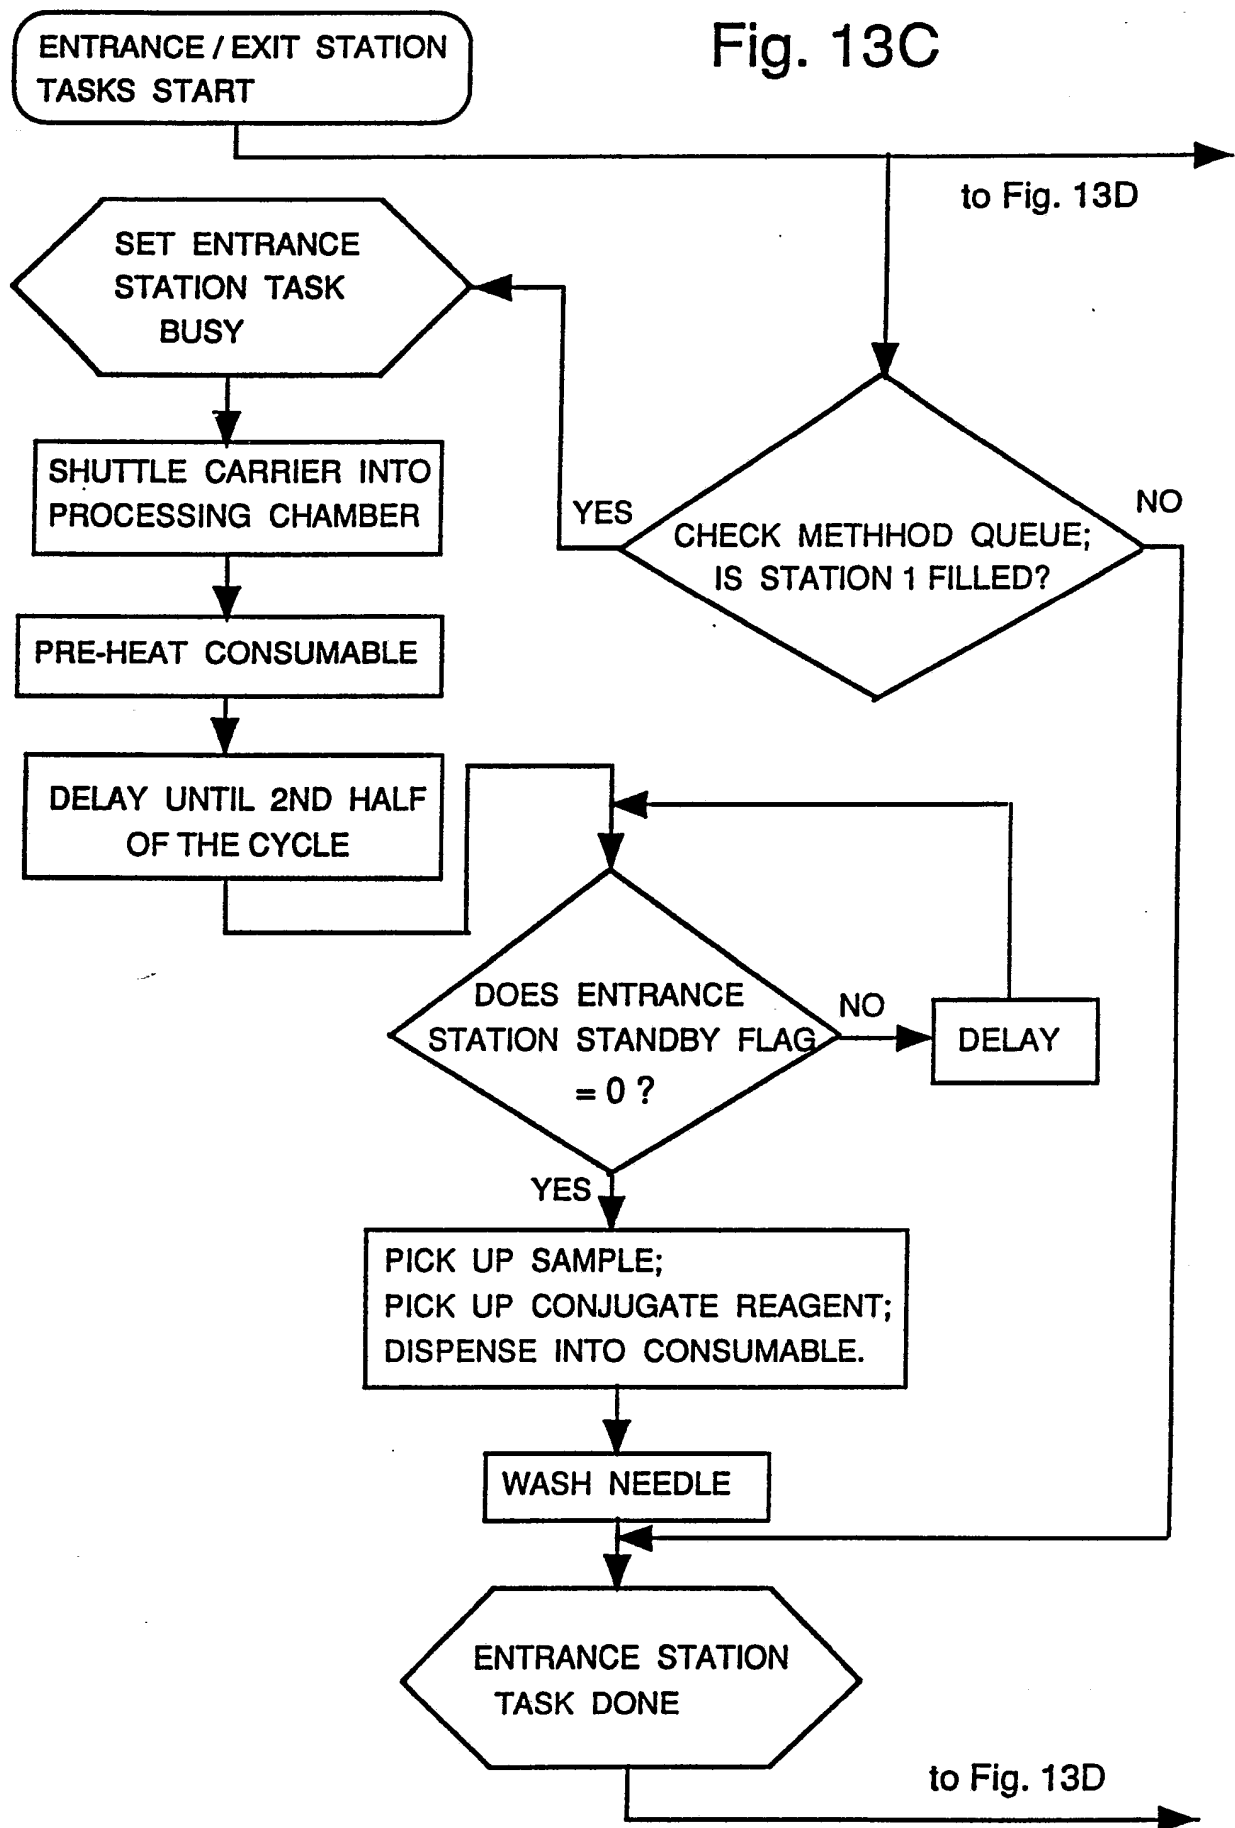 Fig. 13C
ENTRANCE / EXIT STATION
TASKS START
to Fig. 13D
SET ENTRANCE
STATION TASK
BUSY
SHUTTLE CARRIER INTO
PROCESSING CHAMBER
YES
NO
CHECK METHHOD QUEUE;
IS STATION 1 FILLED?
PRE-HEAT CONSUMABLE
DELAY UNTIL 2ND HALF
OF THE CYCLE
DOES ENTRANCE
STATION STANDBY FLAG
= 0 ?
NO
DELAY
YES
PICK UP SAMPLE;
PICK UP CONJUGATE REAGENT;
DISPENSE INTO CONSUMABLE.
WASH NEEDLE
ENTRANCE STATION
TASK DONE
to Fig. 13D